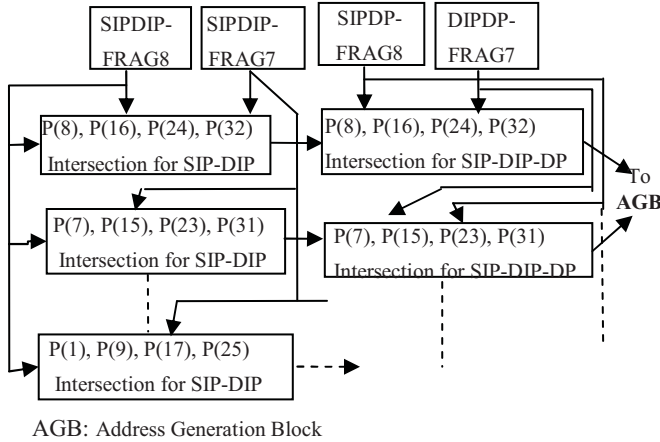 SIPDIP-
FRAG8
SIPDIP-
FRAG7
SIPDP-
FRAG8
DIPDP-
FRAG7
P(8), P(16), P(24), P(32)
Intersection for SIP-DIP
P(8), P(16), P(24), P(32)
Intersection for SIP-DIP-DP
To
AGB
P(7), P(15), P(23), P(31)
Intersection for SIP-DIP
P(7), P(15), P(23), P(31)
Intersection for SIP-DIP-DP
P(1), P(9), P(17), P(25)
Intersection for SIP-DIP
AGB: Address Generation Block